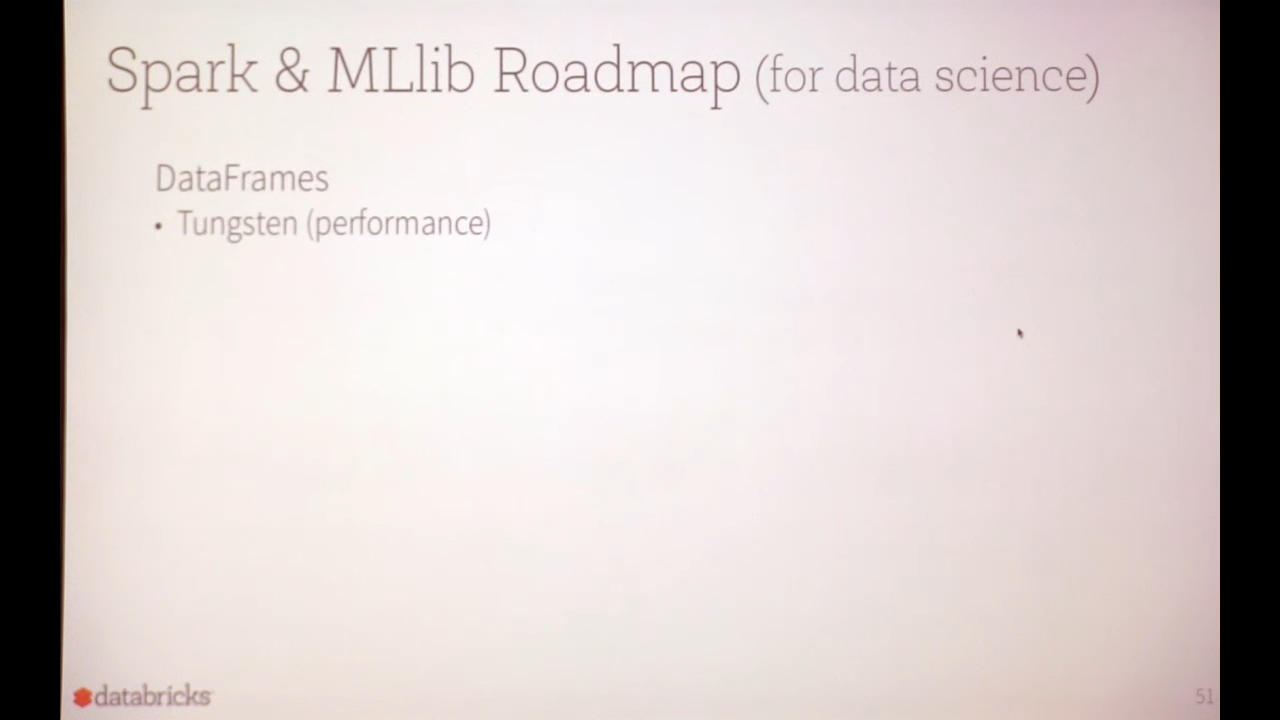 Spark & MLlib Roadmap (for data science)
DataFrames
• Tungsten (performance)
databricks
51